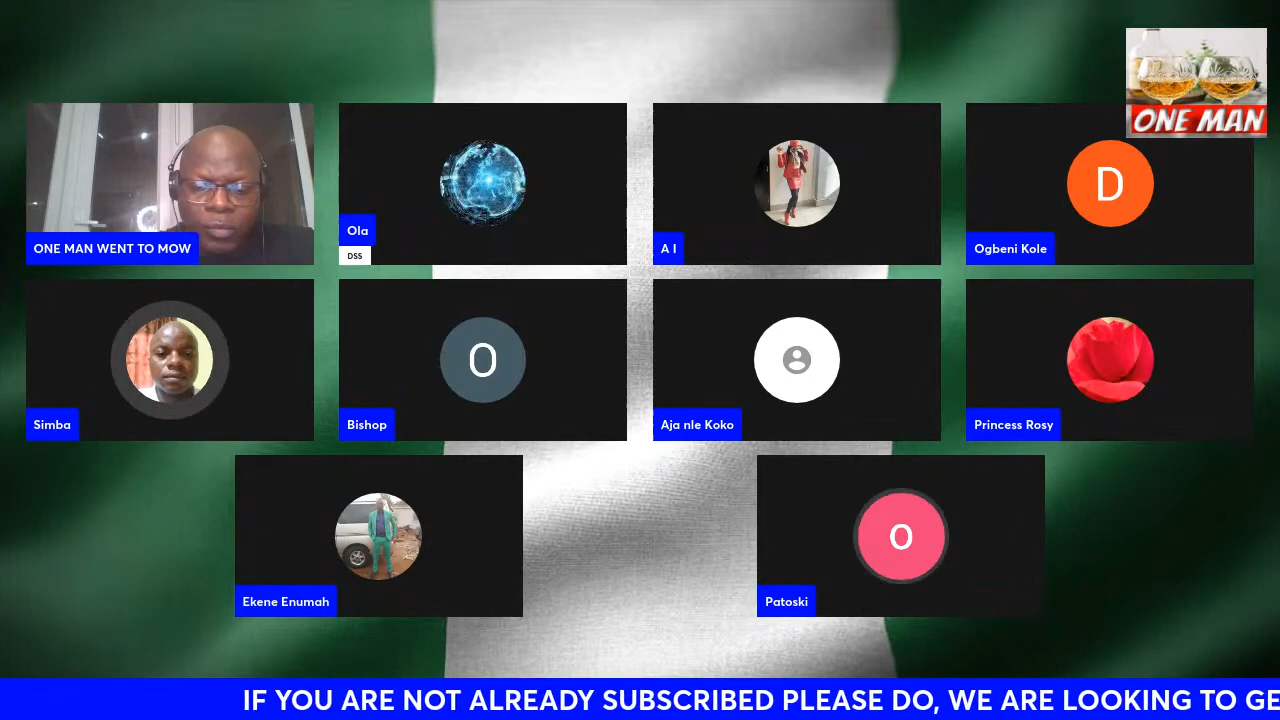 ONE MAN
ONE MAN WENT TO MOW
Ola
DSS
A I
D
Ogbeni Kole
Simba
O
Bishop
Aja nle Koko
Princess Rosy
Ekene Enumah
O
Patoski
IF YOU ARE NOT ALREADY SUBSCRIBED PLEASE DO, WE ARE LOOKING TO GE